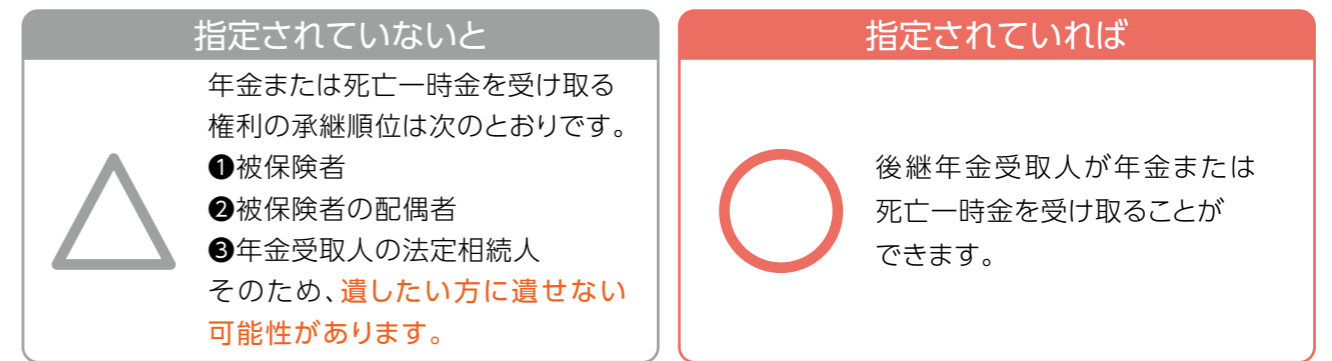 指定されていないと
年金または死亡一時金を受け取る
権利の承継順位は次のとおりです。
❶被保険者
❷被保険者の配偶者
❸年金受取人の法定相続人
そのため、遺したい方に遺せない
可能性があります。
指定されていれば
後継年金受取人が年金または
死亡一時金を受け取ることが
できます。